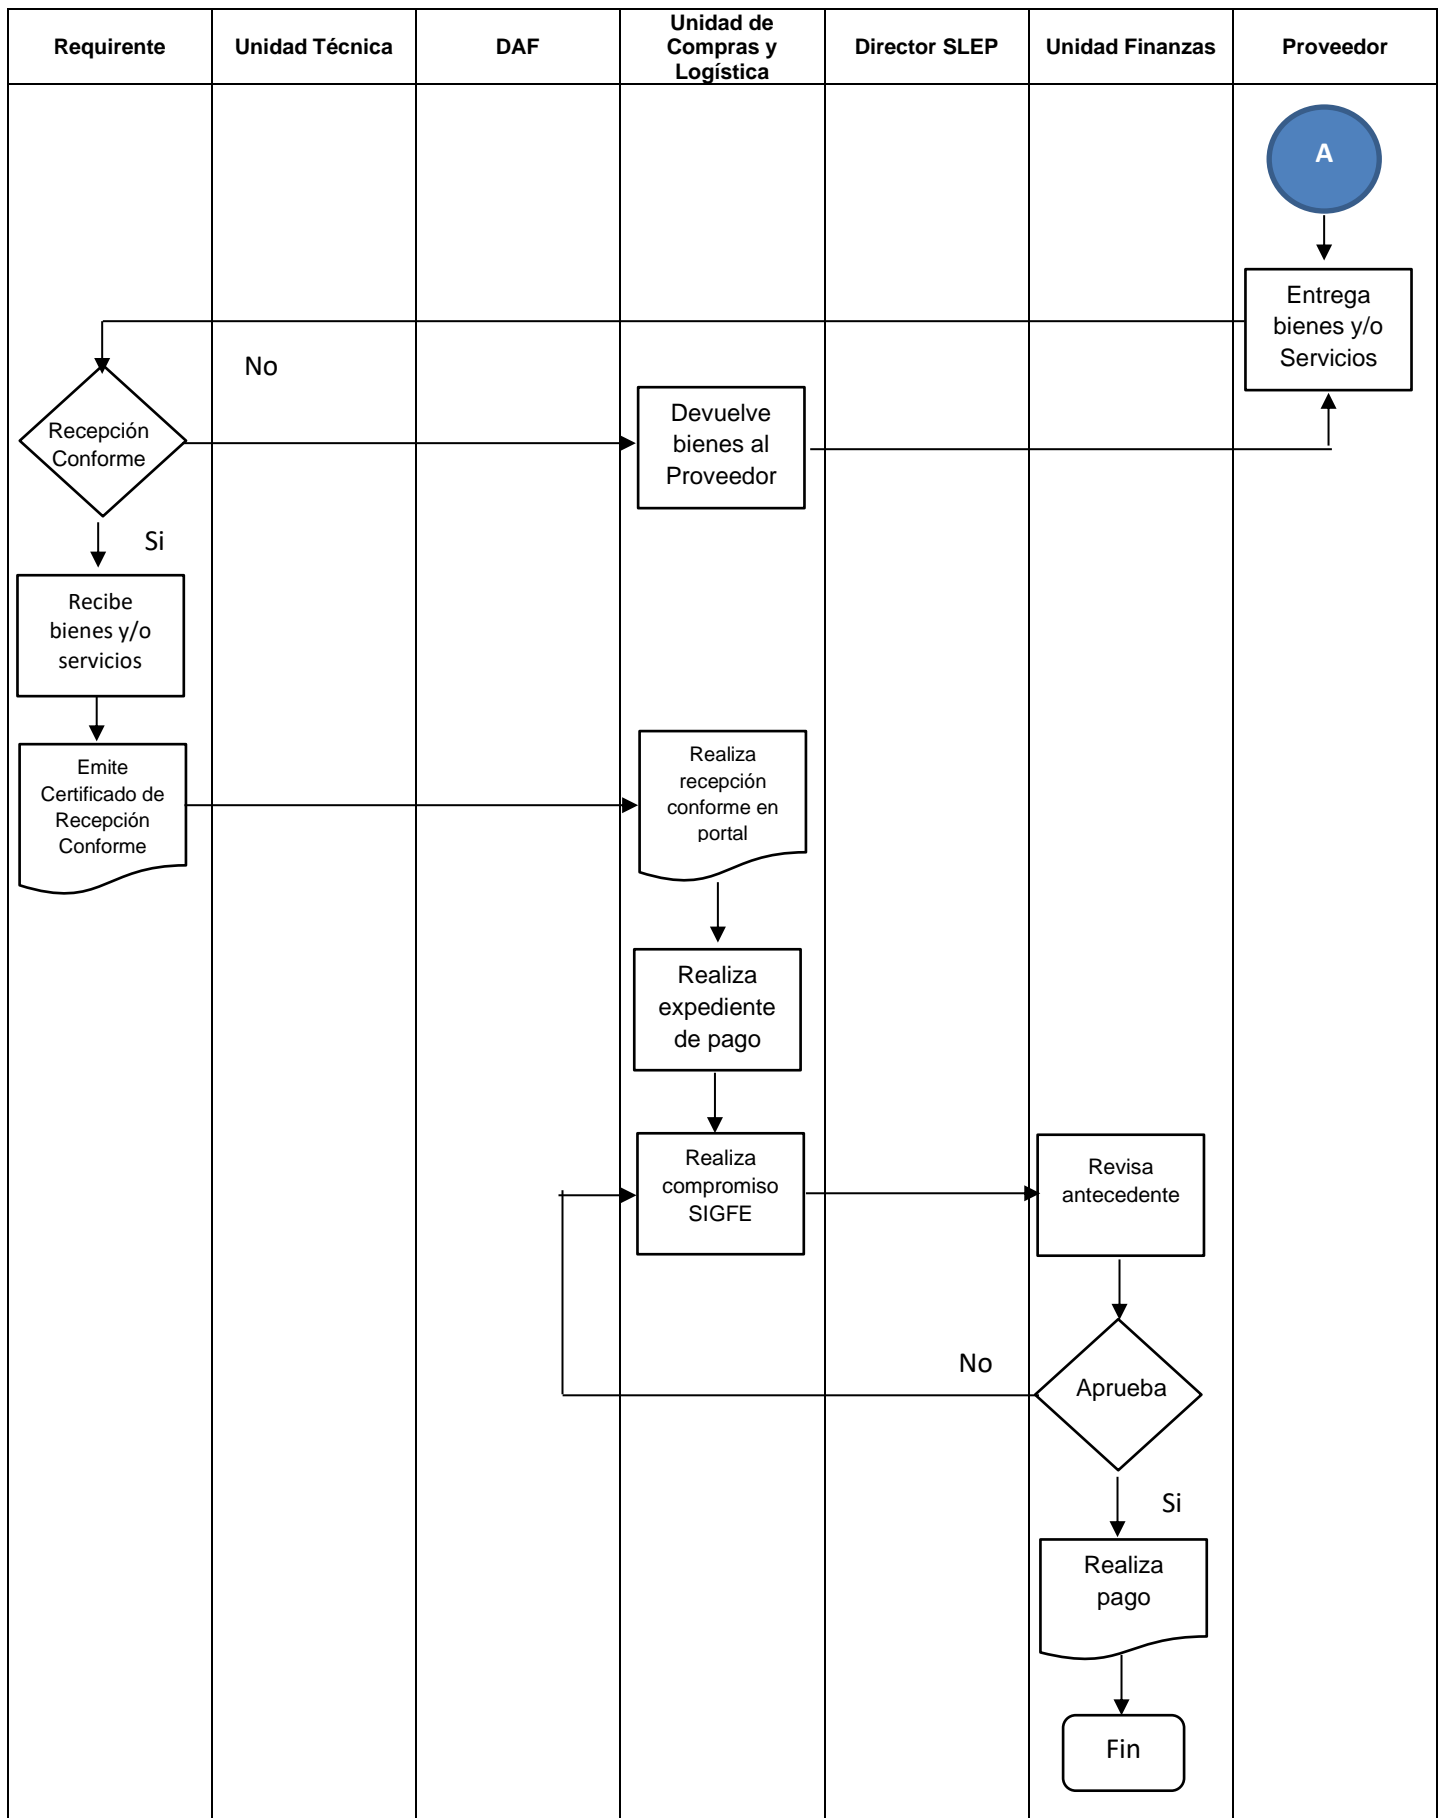 Requirente
Unidad Técnica
DAF
Unidad de
Compras y
Logística
Director SLEP
Unidad Finanzas
Proveedor
A
Entrega
bienes y/o
Servicios
No
Recepción
Conforme
Devuelve
bienes al
Proveedor
Si
Recibe
bienes y/o
servicios
Emite
Certificado de
Recepción
Conforme
Realiza
recepción
conforme en
portal
Realiza
expediente
de pago
Realiza
compromiso
SIGFE
Revisa
antecedente
No
Aprueba
Si
Realiza
pago
Fin